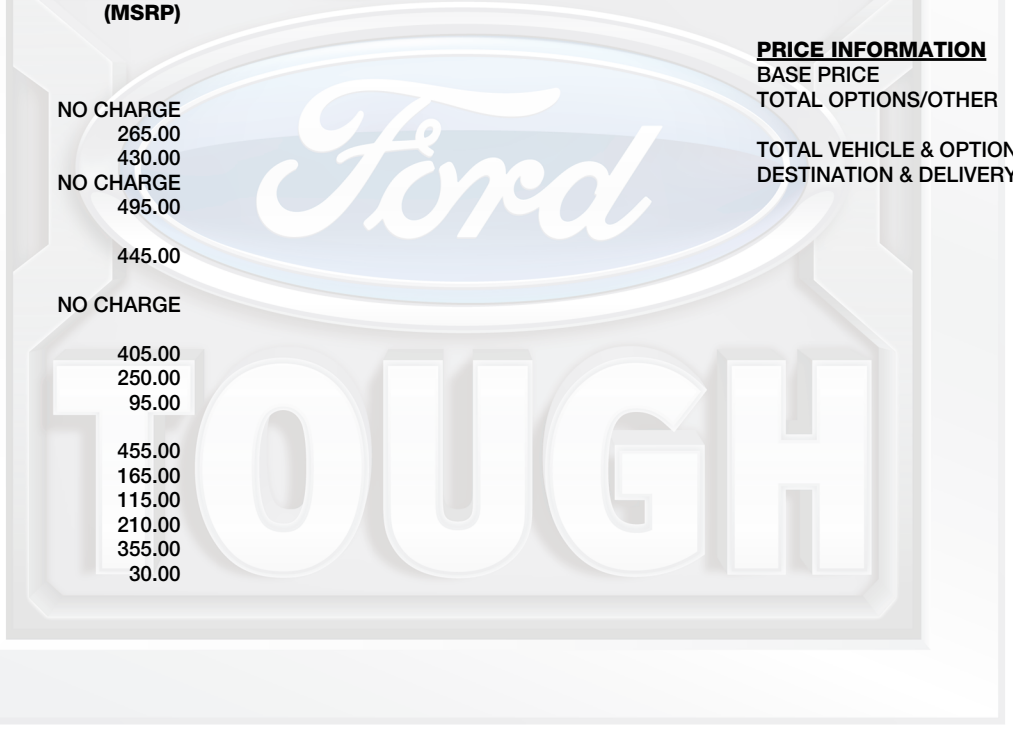 (MSRP)
NO CHARGE
265.00
430.00
NO CHARGE
495.00
445.00
NO CHARGE
405.00
250.00
95.00
455.00
165.00
115.00
210.00
355.00
30.00
PRICE INFORMATION
BASE PRICE
TOTAL OPTIONS/OTHER
TOTAL VEHICLE & OPTION
DESTINATION & DELIVERY
Ford
TOUGH